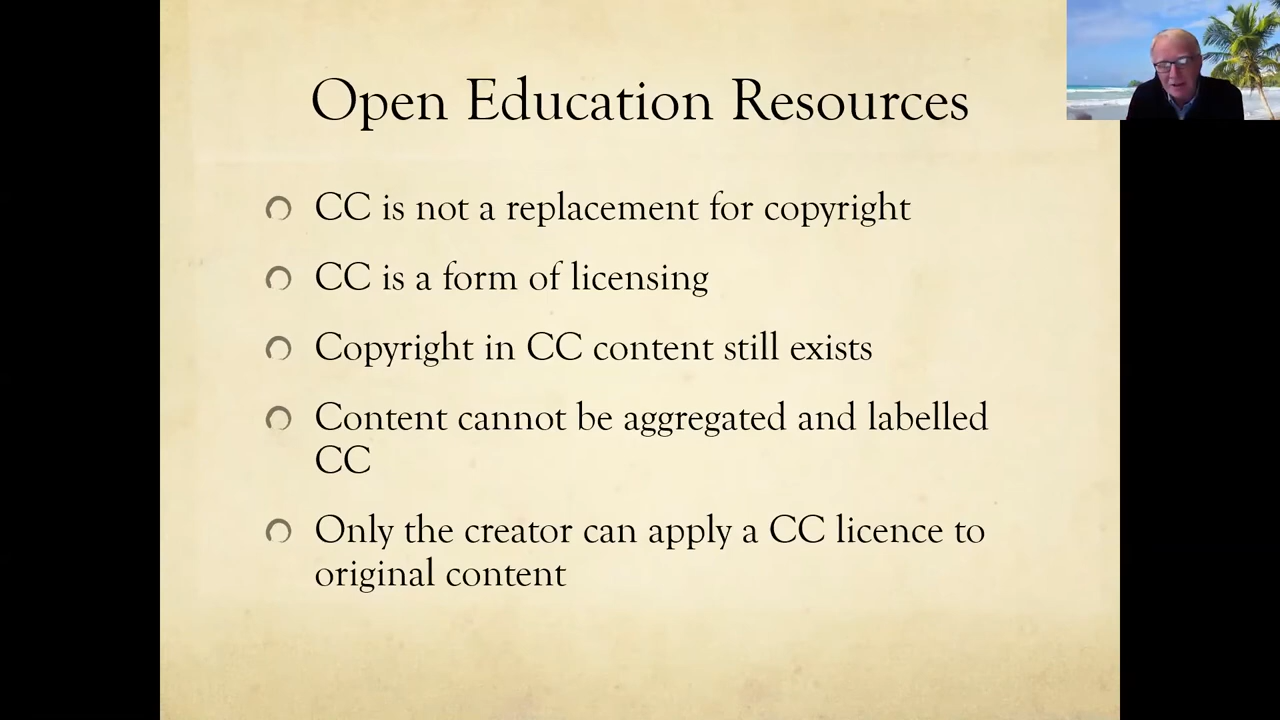 Open Education Resources
CC is not a replacement for copyright
CC is a form of licensing
Copyright in CC content still exists
Content cannot be aggregated and labelled
CC
Only the creator can apply a CC licence to
original content